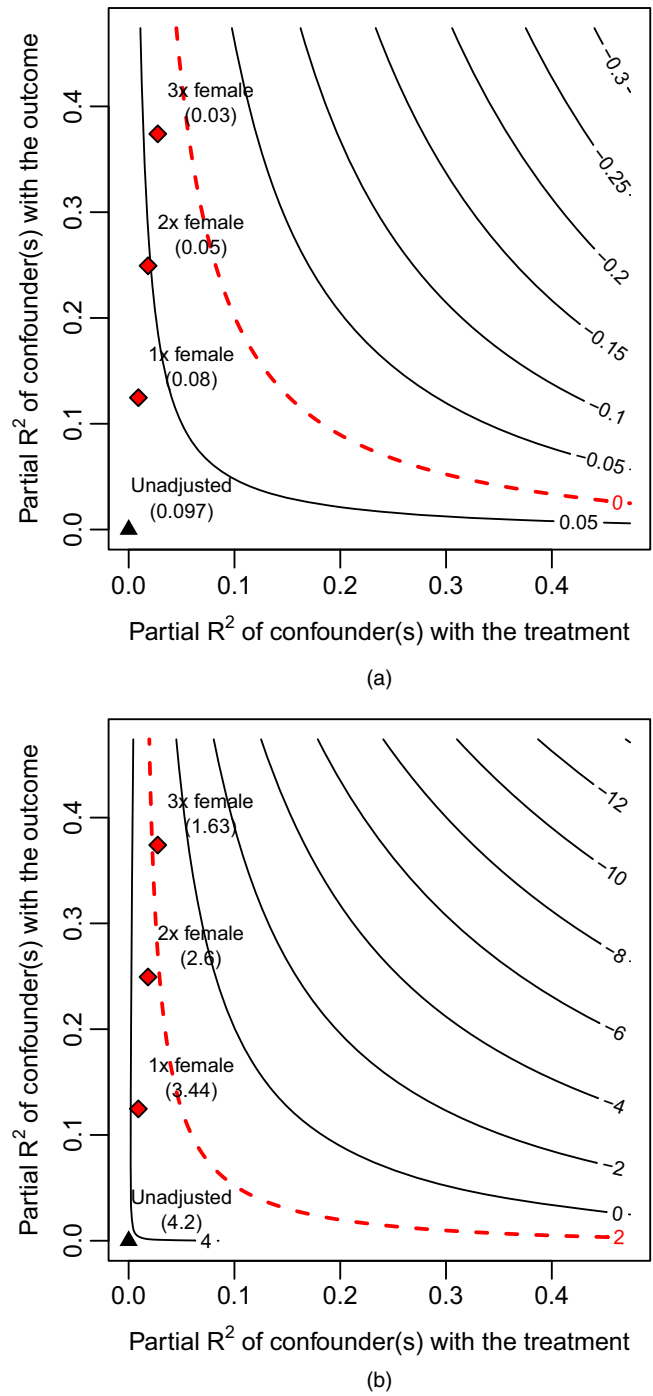 Partial R² of confounder(s) with the outcome
0.0 0.1 0.2 0.3 0.4
3x female
(0.03)
2x female
(0.05)
1x female
(0.08)
Unadjusted
(0.097)
−0.3
−0.25
−0.2
−0.15
−0.1
−0.05
0
0.05
0.0 0.1 0.2 0.3 0.4
Partial R² of confounder(s) with the treatment
(a)
Partial R² of confounder(s) with the outcome
0.0 0.1 0.2 0.3 0.4
3x female
(1.63)
2x female
(2.6)
1x female
(3.44)
Unadjusted
(4.2)
−12
−10
−8
−6
−4
−2
0
2
4
0.0 0.1 0.2 0.3 0.4
Partial R² of confounder(s) with the treatment
(b)